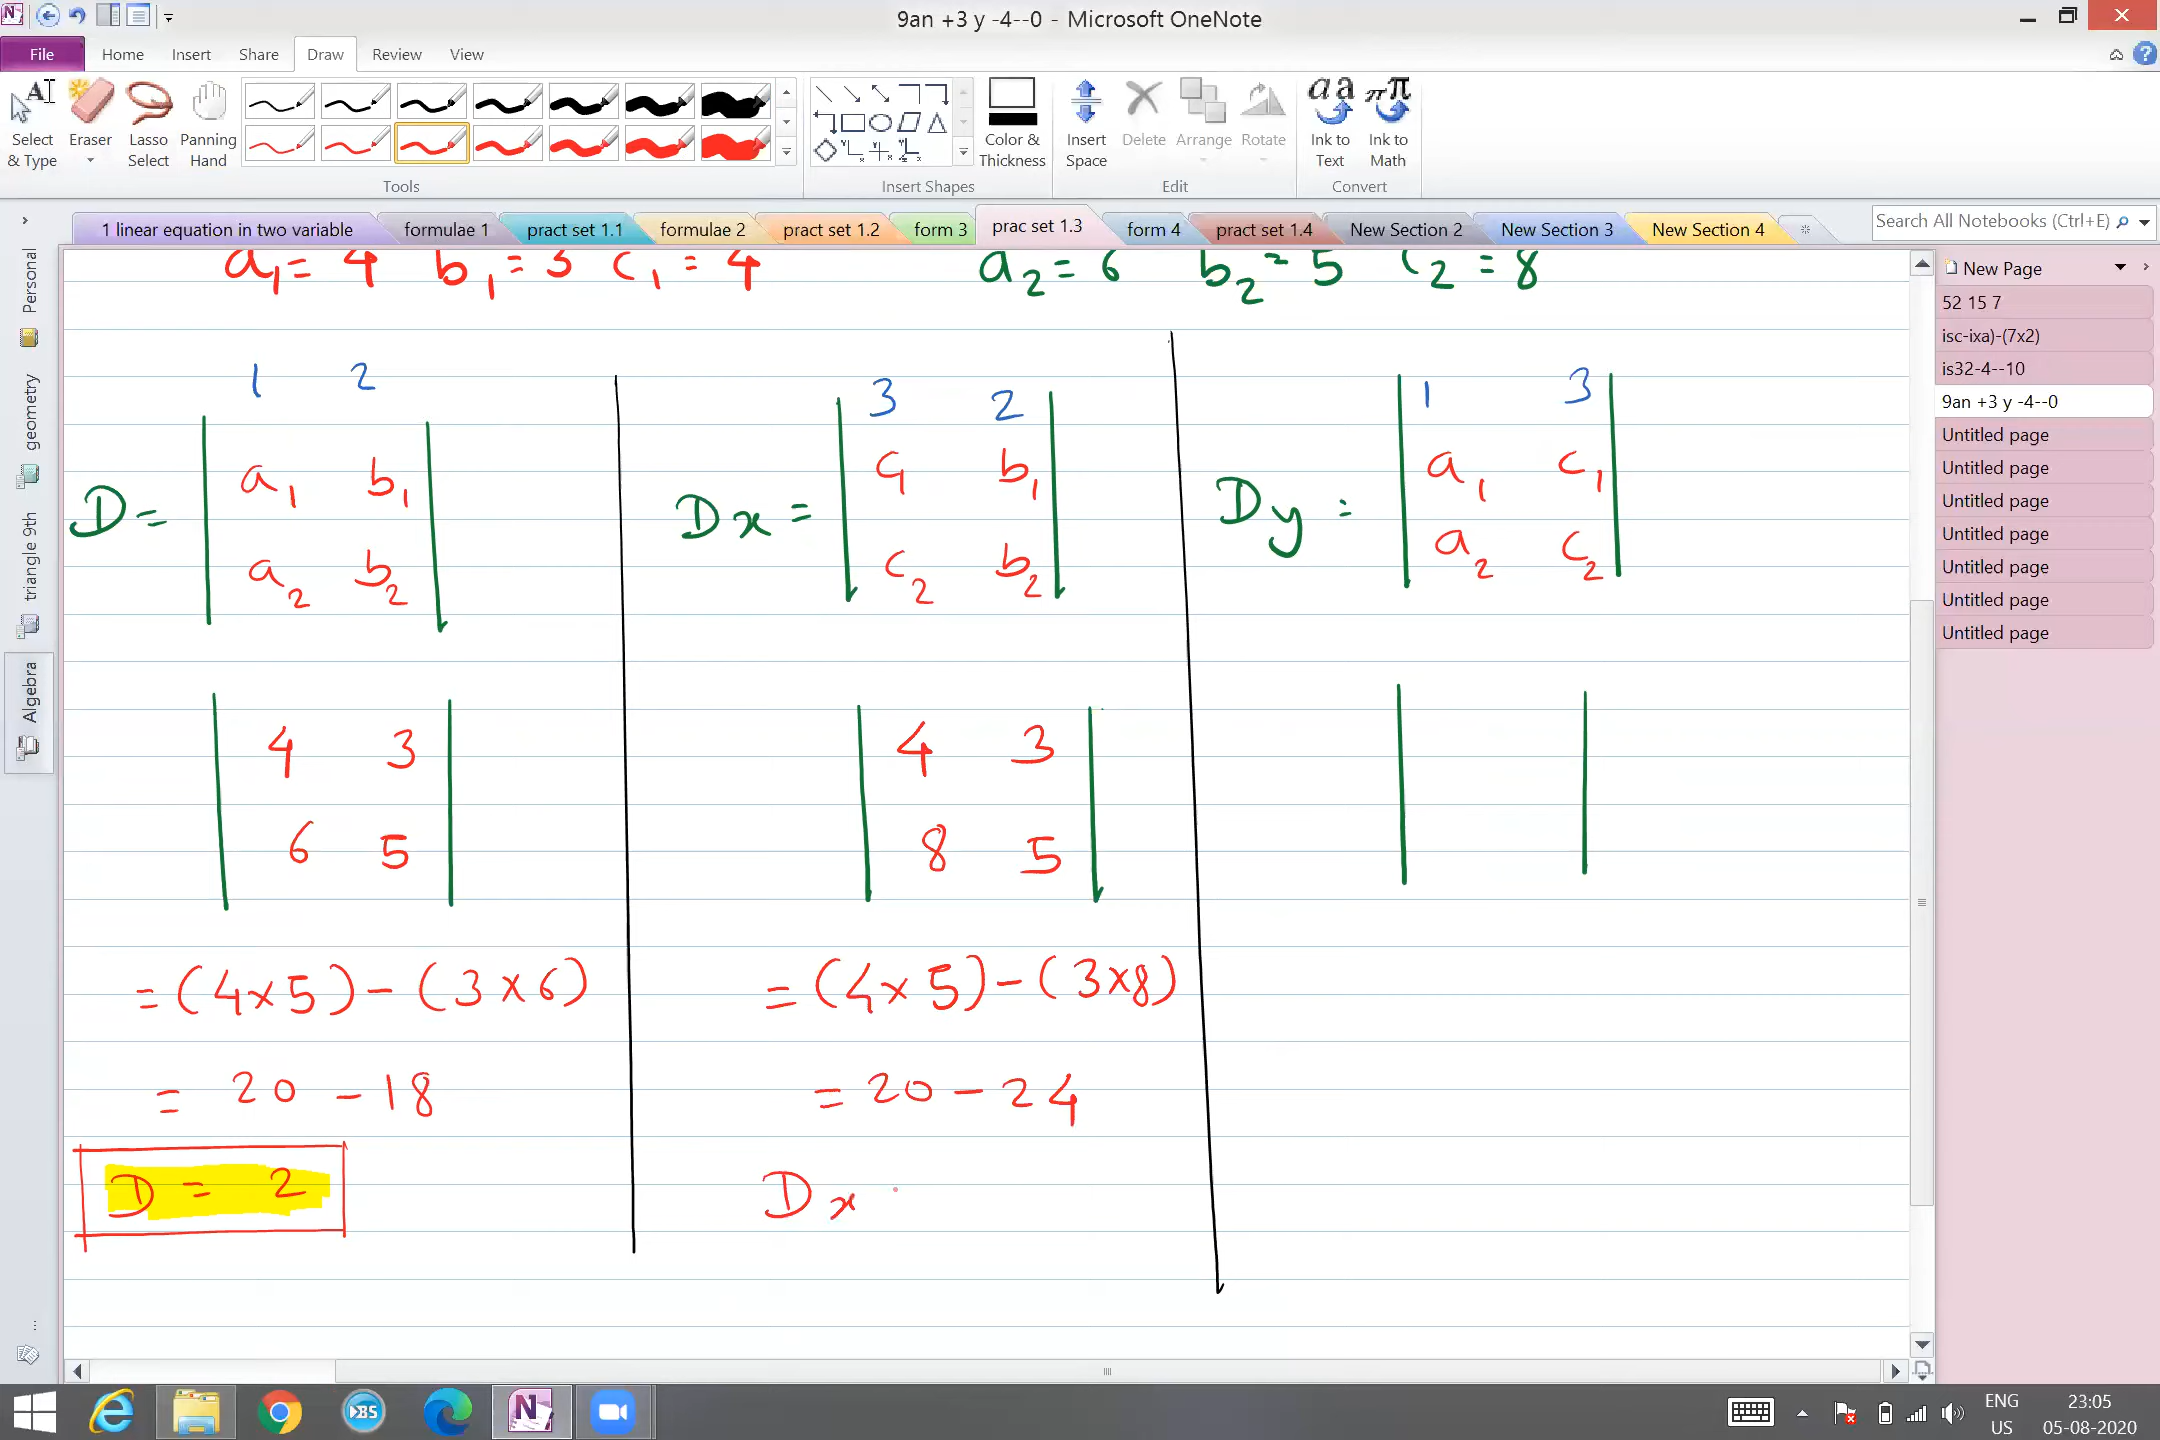 9an +3 y -4--0 - Microsoft OneNote
File Home Insert Share Draw Review View
Select & Type
Eraser
Lasso Select
Panning Hand
Color & Thickness
Insert Space
Delete
Arrange
Rotate
Ink to Text
Ink to Math
Tools
Insert Shapes
Edit
Convert
1 linear equation in two variable
formulae 1
pract set 1.1
formulae 2
pract set 1.2
form 3
prac set 1.3
form 4
pract set 1.4
New Section 2
New Section 3
New Section 4
Search All Notebooks (Ctrl+E)
Personal
geometry
triangle 9th
Algebra
New Page
52 15 7
isc-ixa)-(7x2)
is32-4--10
9an +3 y -4--0
Untitled page
Untitled page
Untitled page
Untitled page
Untitled page
Untitled page
Untitled page
a₁ = 4 b₁ = 3 c₁ = 4
a₂ = 6 b₂ = 5 c₂ = 8
1 2
D = | a₁ b₁ |
| a₂ b₂ |
| 4 3 |
| 6 5 |
= (4×5) - (3×6)
= 20 - 18
D = 2
3 2
Dx = | c₁ b₁ |
| c₂ b₂ |
| 4 3 |
| 8 5 |
= (4×5) - (3×8)
= 20 - 24
Dx
1 3
Dy = | a₁ c₁ |
| a₂ c₂ |
ENG
US
23:05
05-08-2020